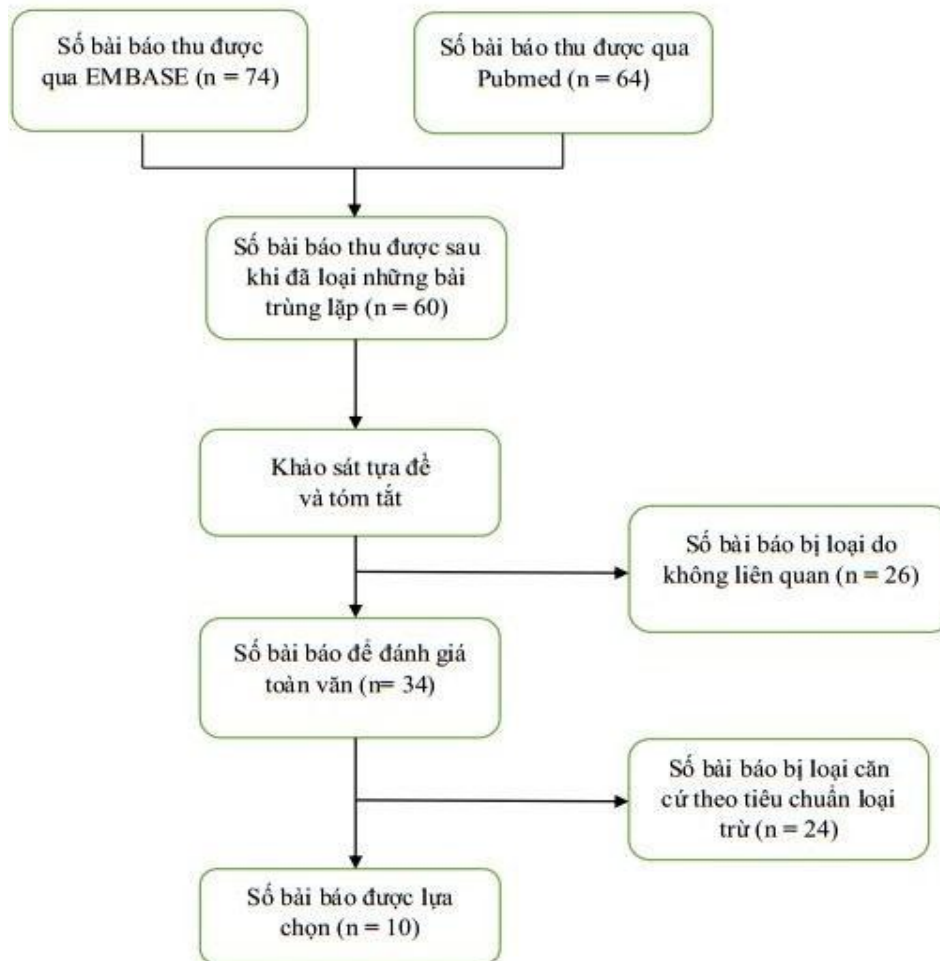 Số bài báo thu được
qua EMBASE (n = 74)
Số bài báo thu được qua
Pubmed (n = 64)
Số bài báo thu được sau
khi đã loại những bài
trùng lặp (n = 60)
Khảo sát tựa đề
và tóm tắt
Số bài báo bị loại do
không liên quan (n = 26)
Số bài báo để đánh giá
toàn văn (n= 34)
Số bài báo bị loại căn
cứ theo tiêu chuẩn loại
trừ (n = 24)
Số bài báo được lựa
chọn (n = 10)